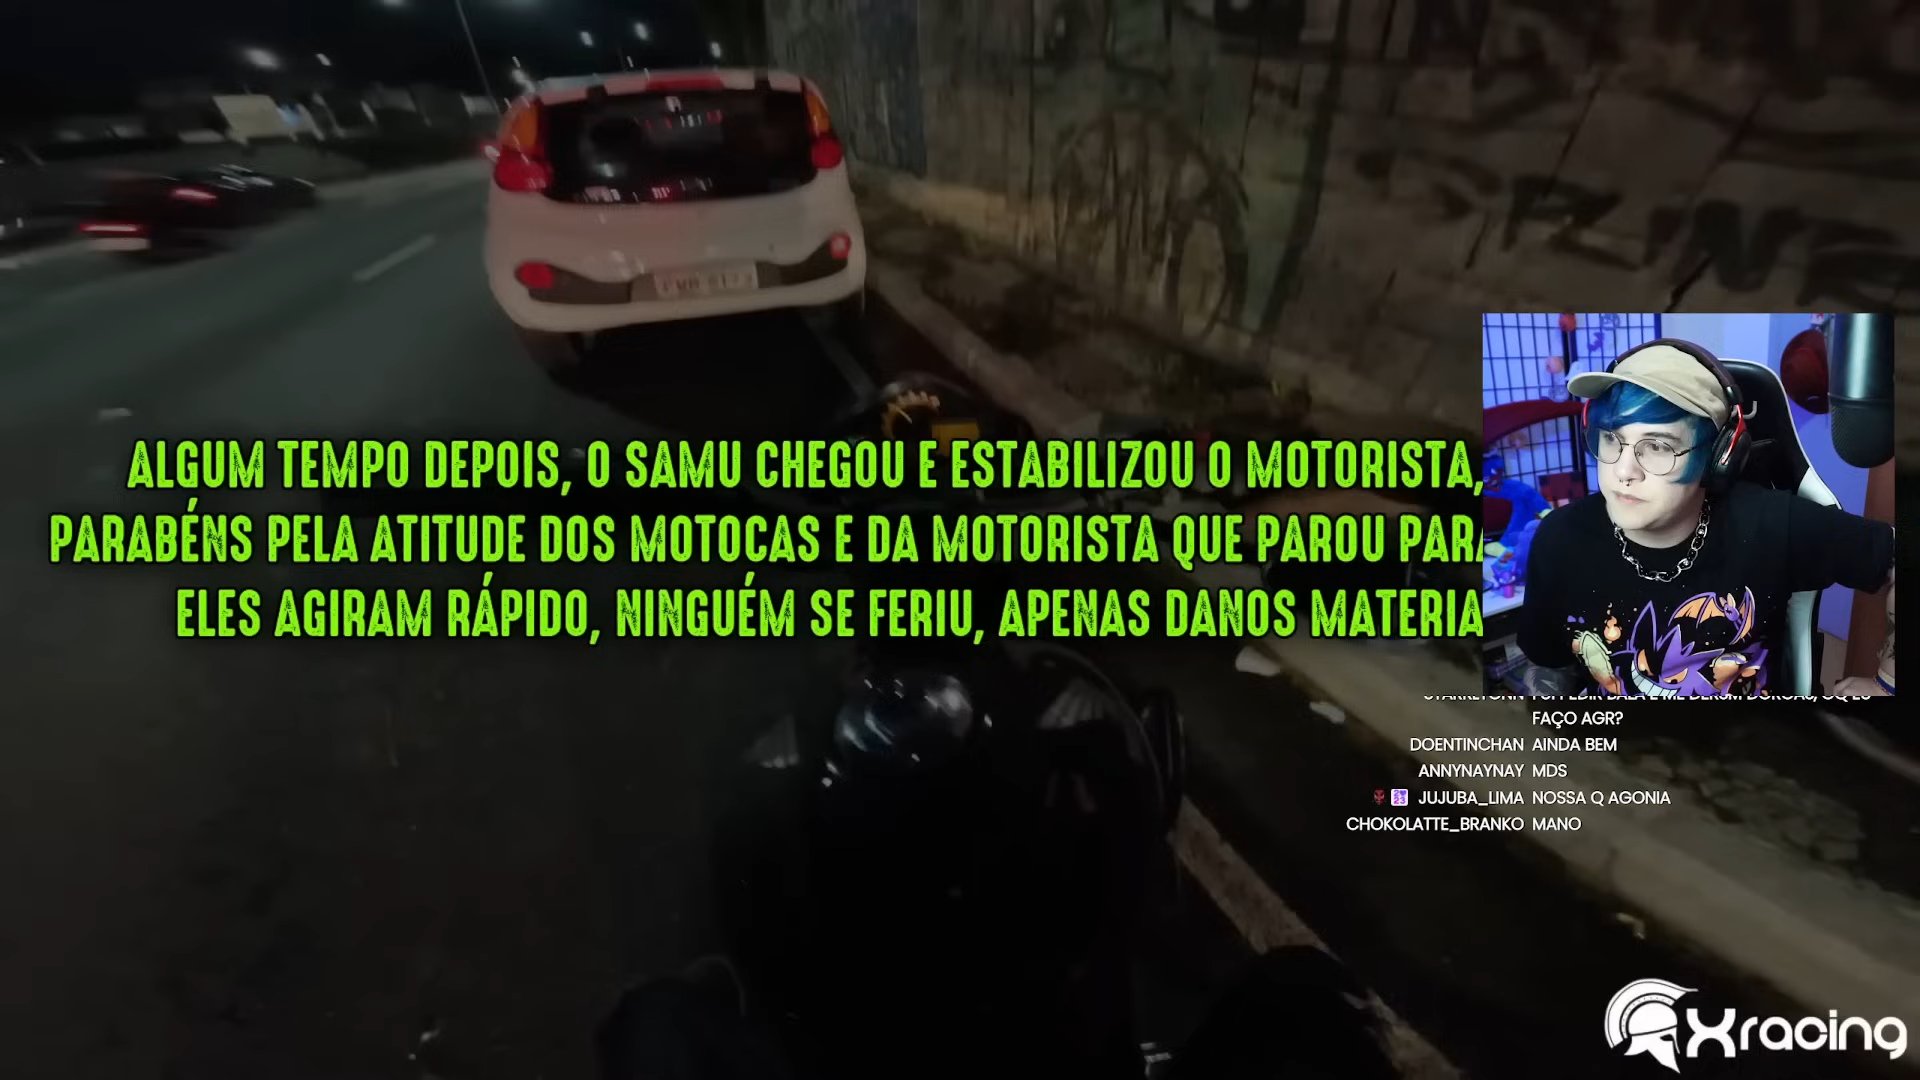 ALGUM TEMPO DEPOIS, O SAMU CHEGOU E ESTABILIZOU O MOTORISTA,
PARABÉNS PELA ATITUDE DOS MOTOCAS E DA MOTORISTA QUE PAROU PARA
ELES AGIRAM RÁPIDO, NINGUÉM SE FERIU, APENAS DANOS MATERIA
FAÇO AGR?
DOENTINCHAN AINDA BEM
ANNYNAYNAY MDS
JUJUBA_LIMA NOSSA Q AGONIA
CHOKOLATTE_BRANKO MANO
Xracing